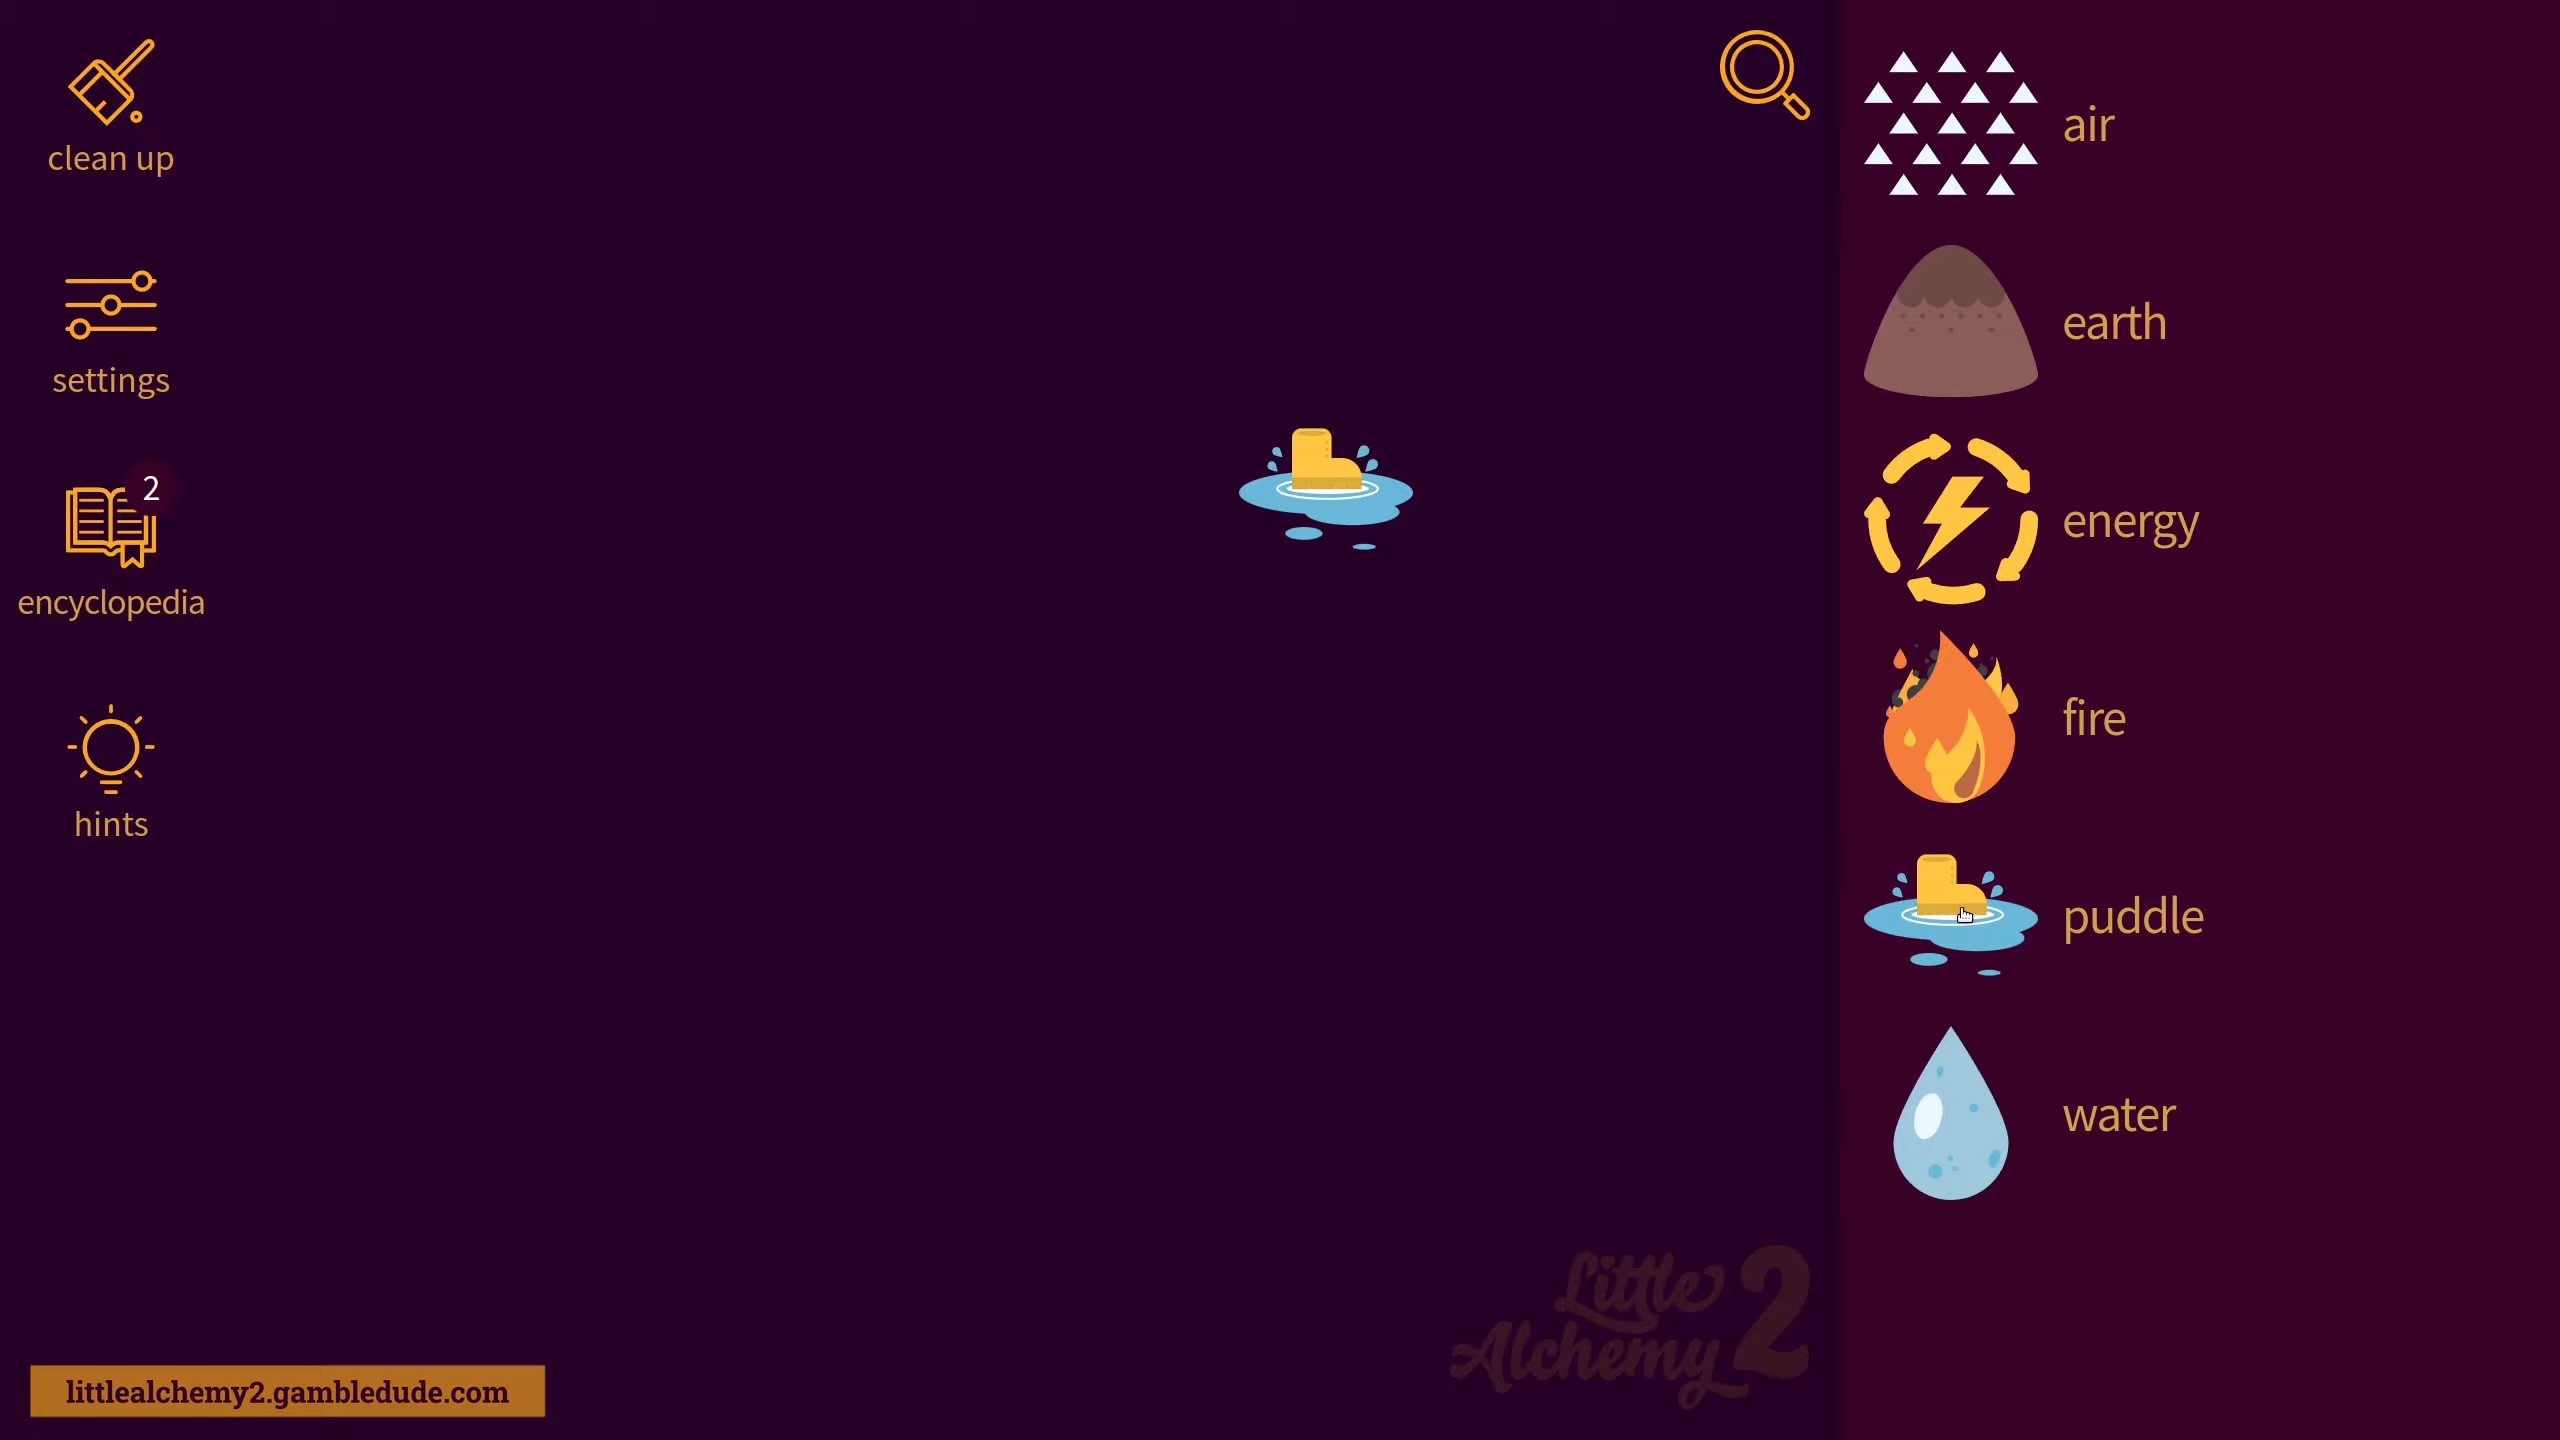 clean up
settings
2
encyclopedia
hints
air
earth
energy
fire
puddle
water
Little
Alchemy 2
littlealchemy2.gambledude.com